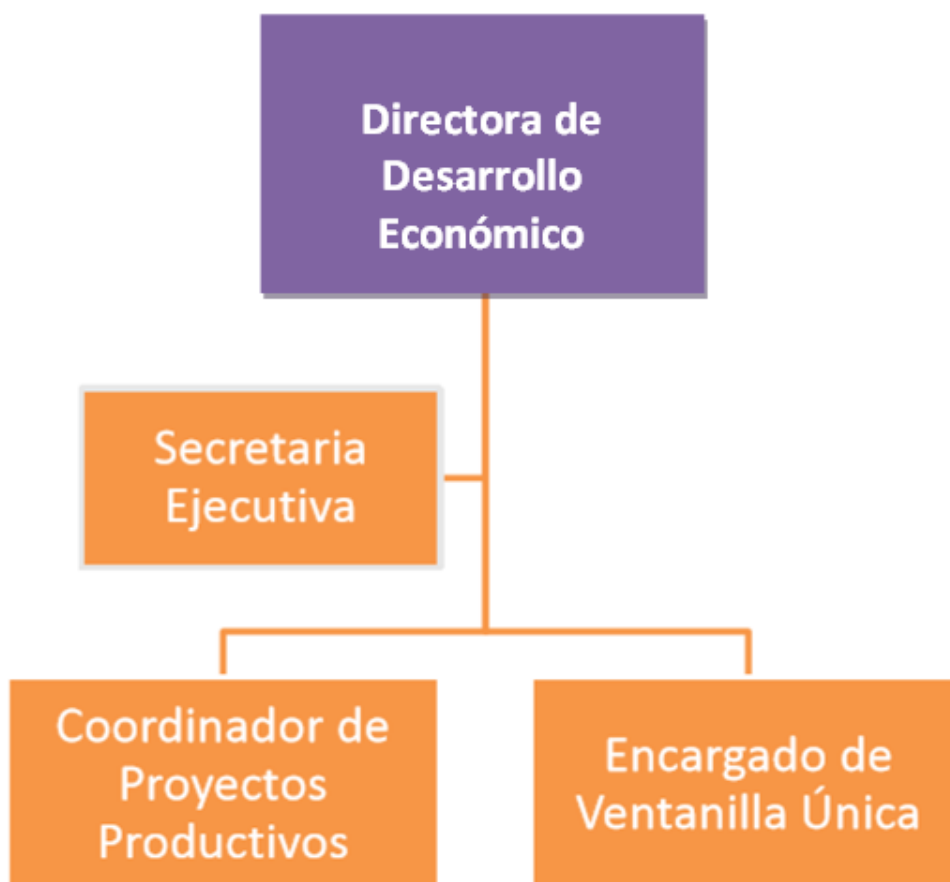 Directora de
Desarrollo
Económico
Secretaria
Ejecutiva
Coordinador de
Proyectos
Productivos
Encargado de
Ventanilla Única